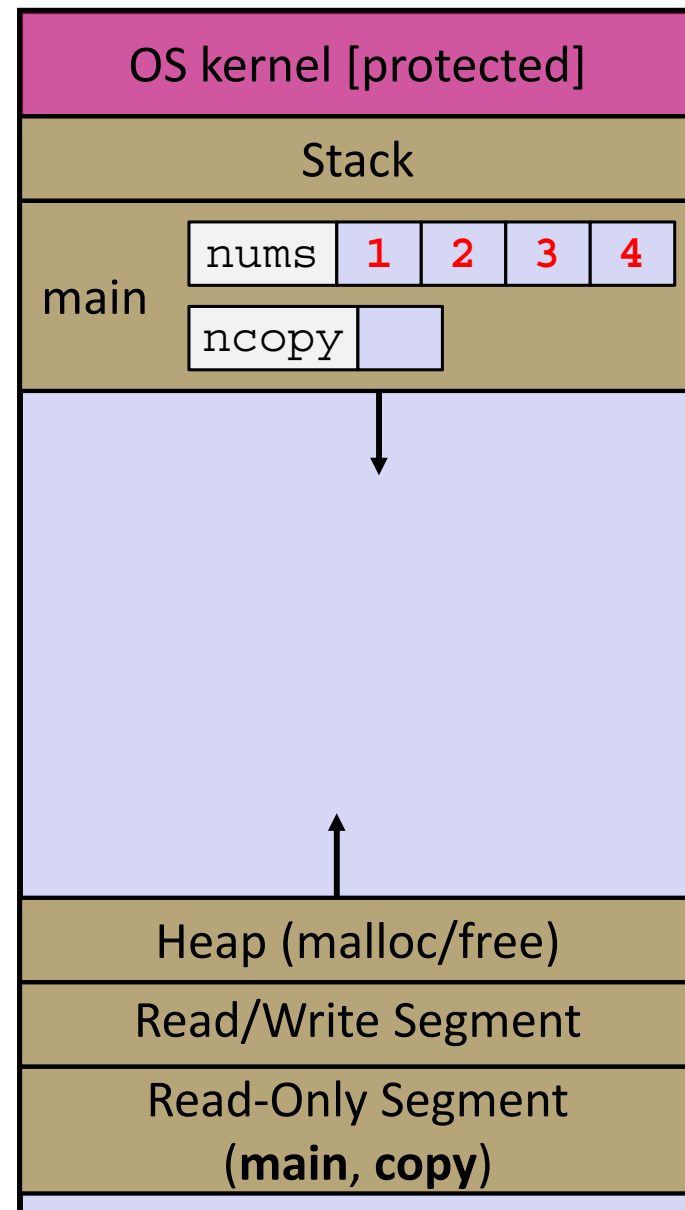 OS kernel [protected]
Stack
main
nums 1 2 3 4
ncopy
Heap (malloc/free)
Read/Write Segment
Read-Only Segment
(main, copy)